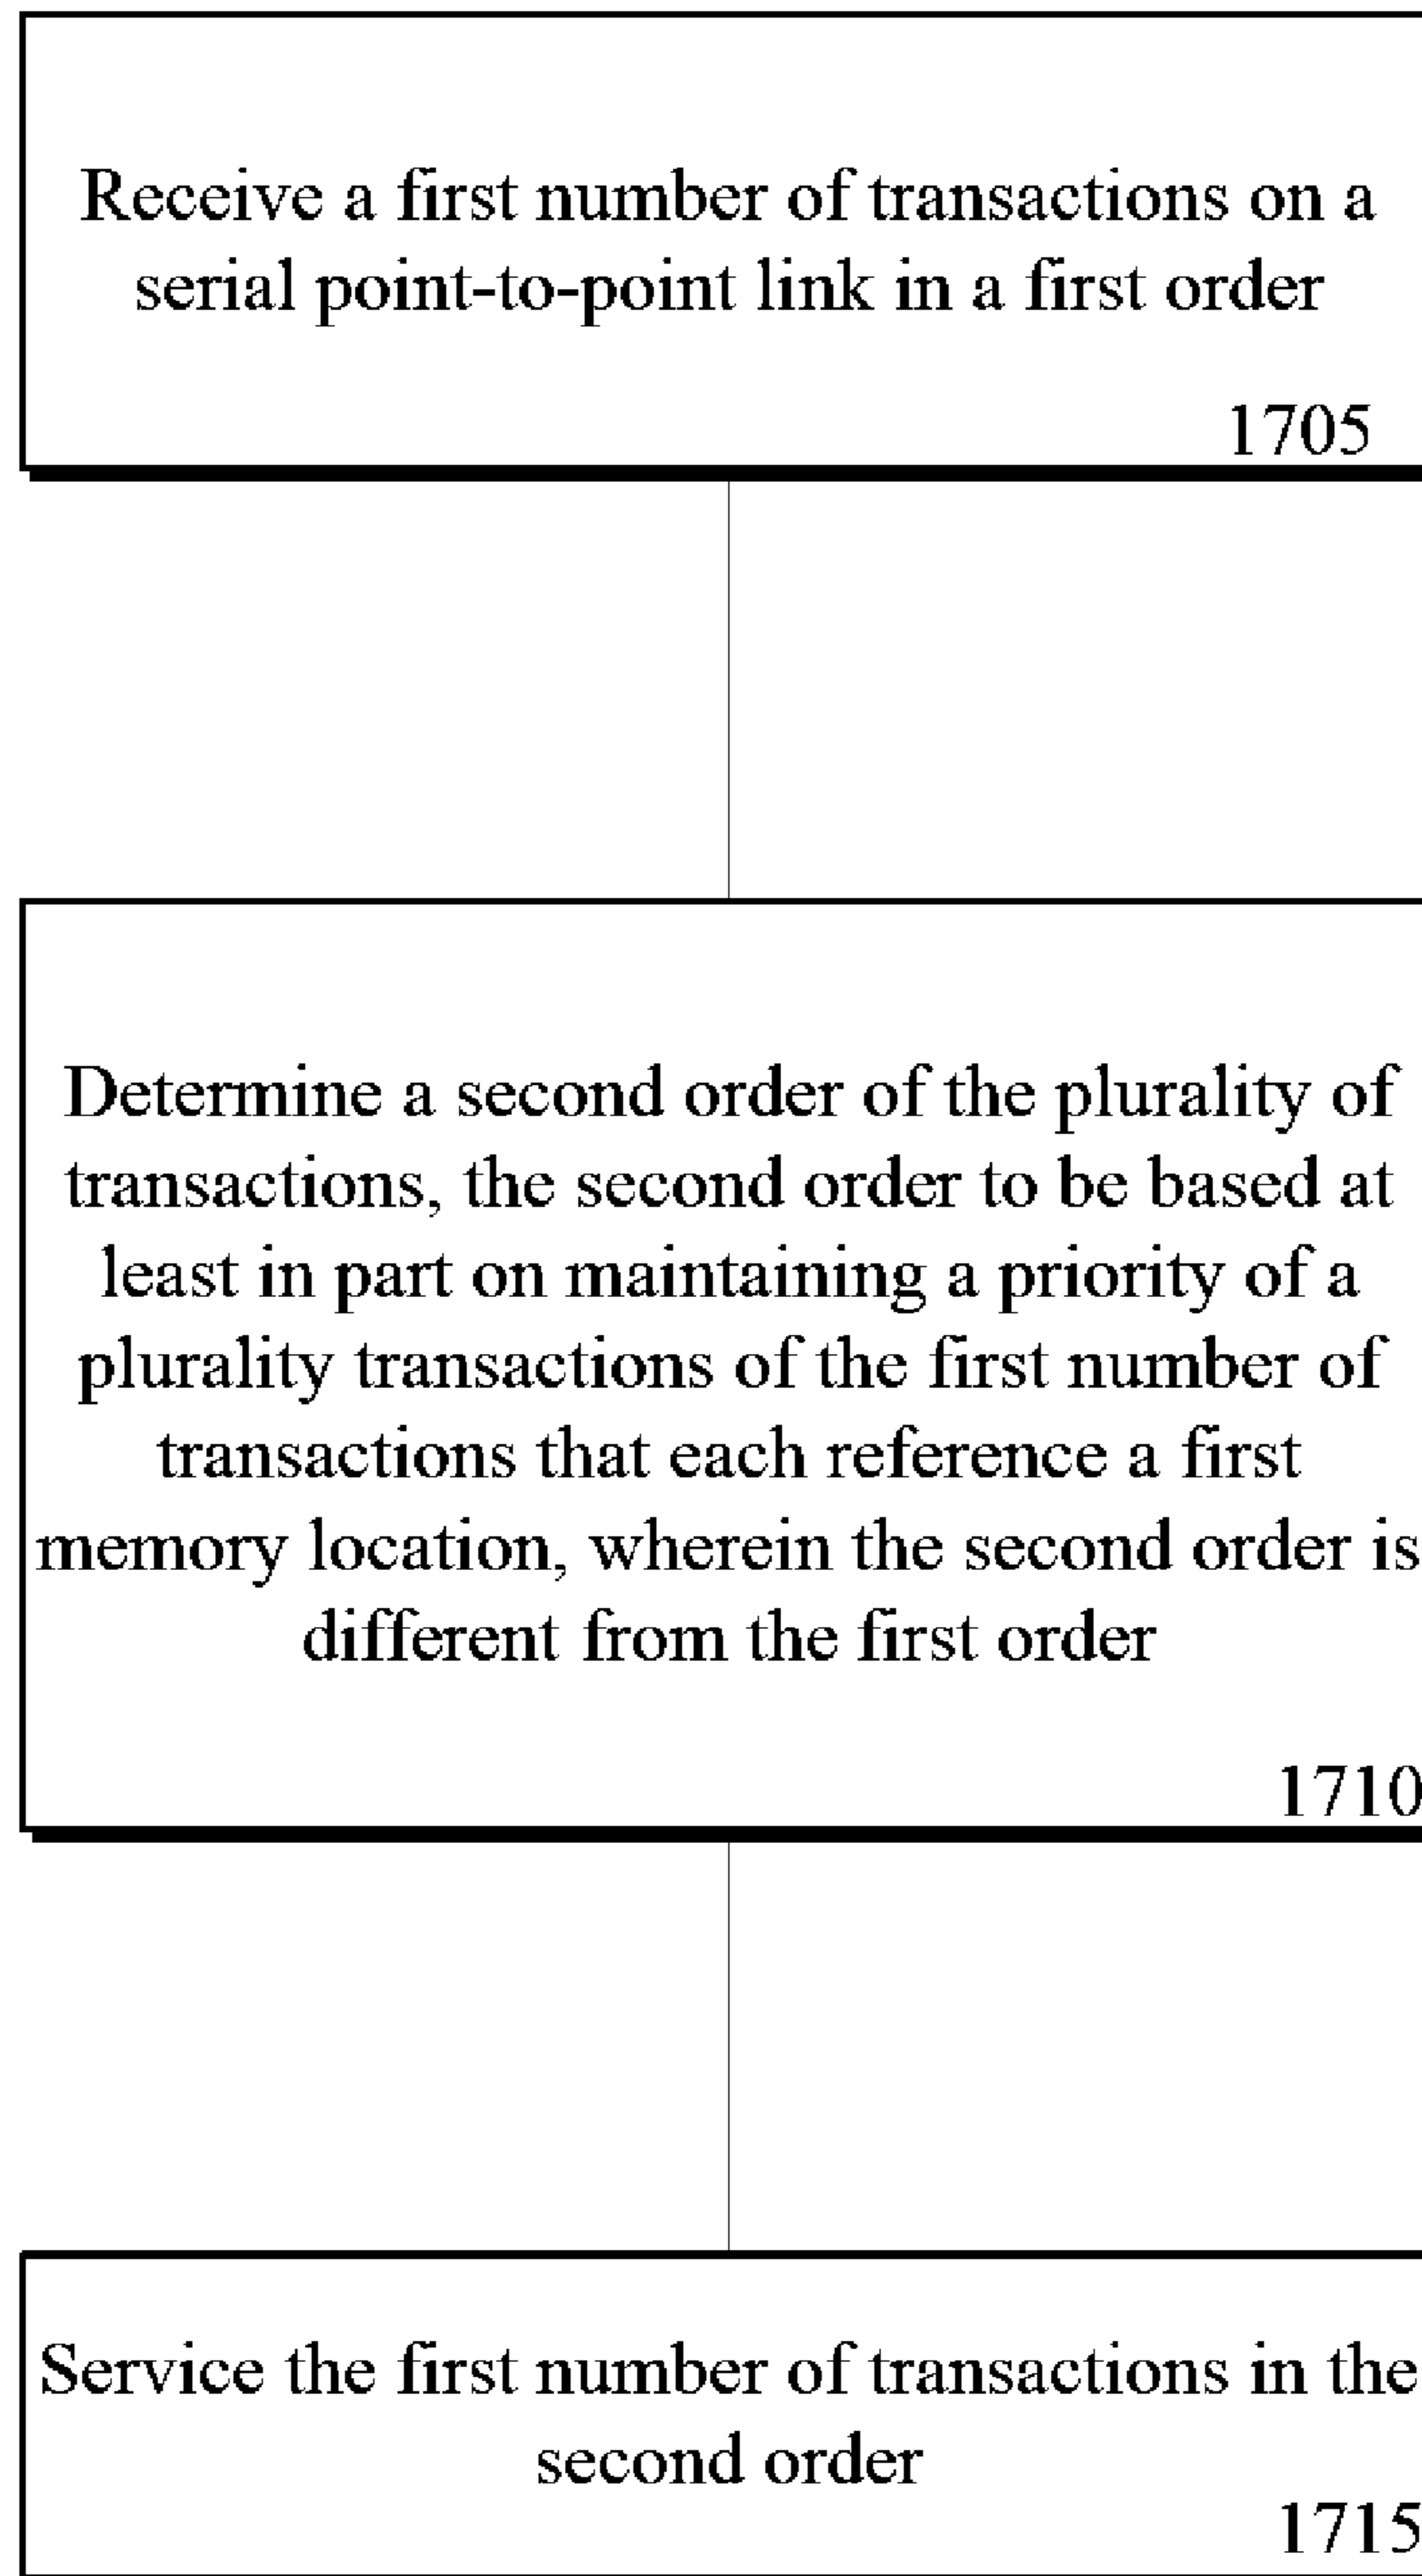 Receive a first number of transactions on a
serial point-to-point link in a first order
1705
Determine a second order of the plurality of
transactions, the second order to be based at
least in part on maintaining a priority of a
plurality transactions of the first number of
transactions that each reference a first
memory location, wherein the second order is
different from the first order
1710
Service the first number of transactions in the
second order
1715